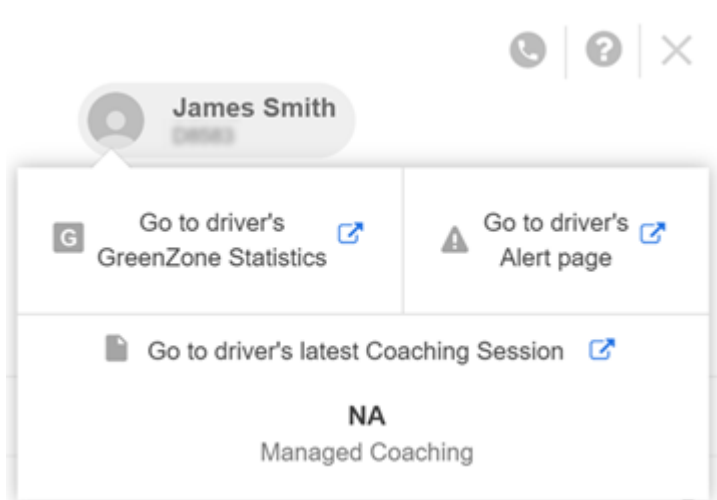 James Smith
Go to driver's
GreenZone Statistics
Go to driver's
Alert page
G
Go to driver's latest Coaching Session
NA
Managed Coaching